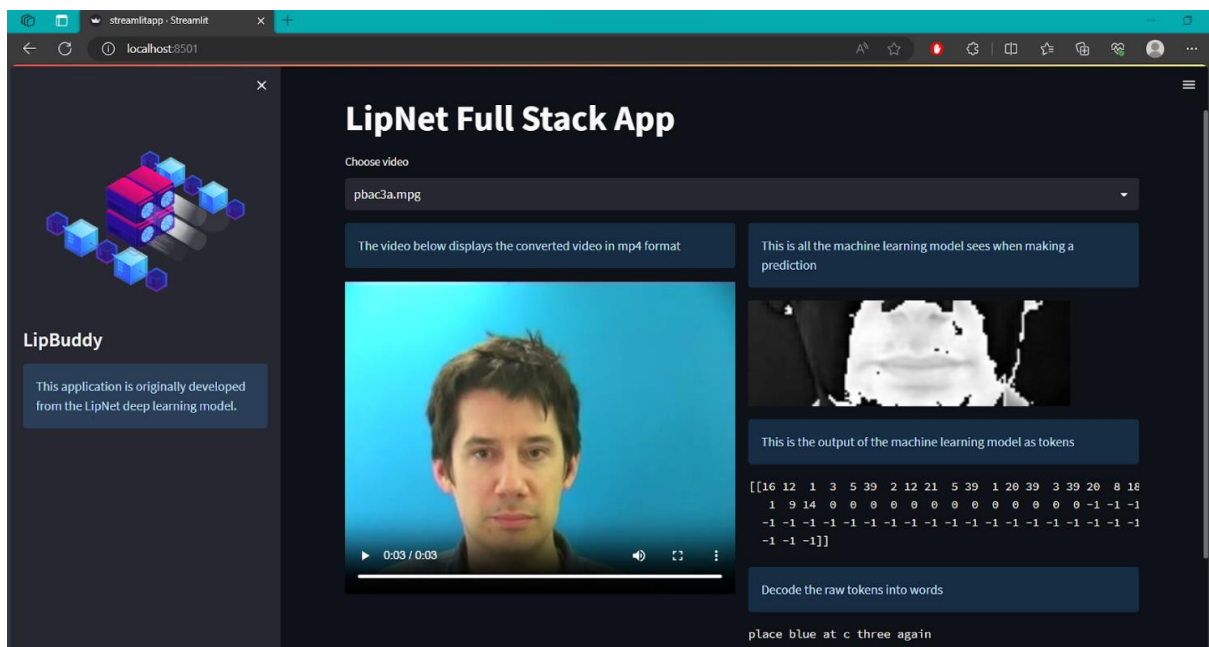 streamlitapp · Streamlit
localhost:8501
LipBuddy
This application is originally developed
from the LipNet deep learning model.
LipNet Full Stack App
Choose video
pbac3a.mpg
The video below displays the converted video in mp4 format
0:03 / 0:03
This is all the machine learning model sees when making a
prediction
This is the output of the machine learning model as tokens
[[16 12 1 3 5 39 2 12 21 5 39 1 20 39 3 39 20 8 18
1 9 14 0 0 0 0 0 0 0 0 0 0 0 0 0 0 -1 -1 -1
-1 -1 -1 -1 -1 -1 -1 -1 -1 -1 -1 -1 -1 -1 -1 -1 -1 -1 -1
-1 -1 -1]]
Decode the raw tokens into words
place blue at c three again